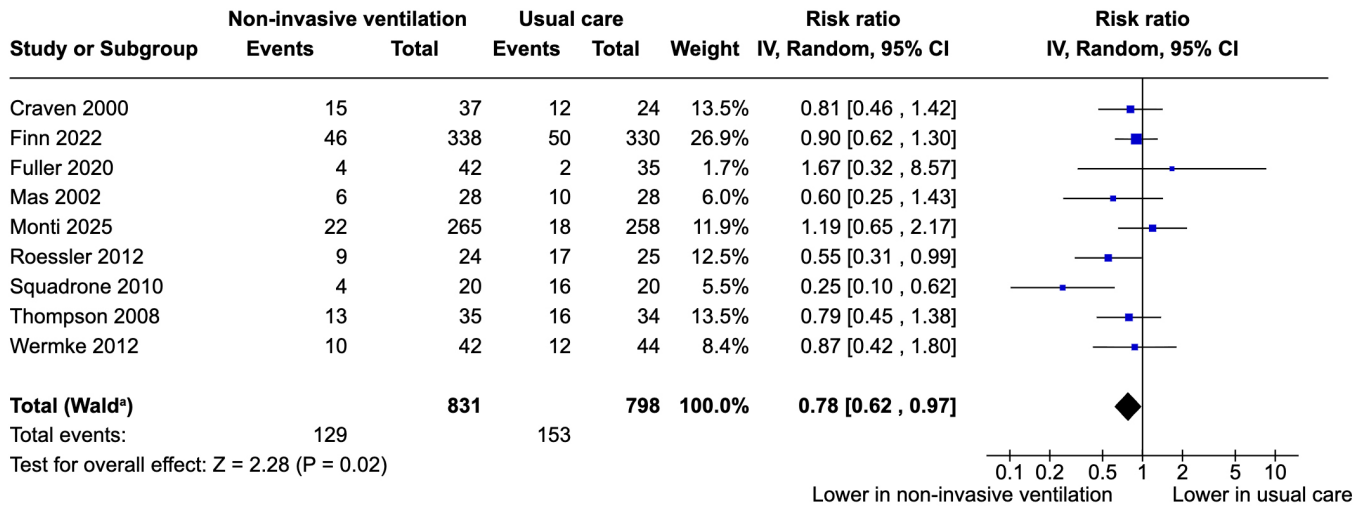 Non-invasive ventilation Usual care Risk ratio Risk ratio
Study or Subgroup Events Total Events Total Weight IV, Random, 95% CI IV, Random, 95% CI
Craven 2000 15 37 12 24 13.5% 0.81 [0.46 , 1.42]
Finn 2022 46 338 50 330 26.9% 0.90 [0.62 , 1.30]
Fuller 2020 4 42 2 35 1.7% 1.67 [0.32 , 8.57]
Mas 2002 6 28 10 28 6.0% 0.60 [0.25 , 1.43]
Monti 2025 22 265 18 258 11.9% 1.19 [0.65 , 2.17]
Roessler 2012 9 24 17 25 12.5% 0.55 [0.31 , 0.99]
Squadrone 2010 4 20 16 20 5.5% 0.25 [0.10 , 0.62]
Thompson 2008 13 35 16 34 13.5% 0.79 [0.45 , 1.38]
Wermke 2012 10 42 12 44 8.4% 0.87 [0.42 , 1.80]
Total (Waldᵃ) 831 798 100.0% 0.78 [0.62 , 0.97]
Total events: 129 153
Test for overall effect: Z = 2.28 (P = 0.02)
0.1 0.2 0.5 1 2 5 10
Lower in non-invasive ventilation Lower in usual care